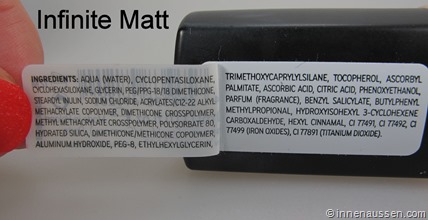 Infinite Matt
INGREDIENTS: AQUA (WATER), CYCLOPENTASILOXANE,
CYCLOHEXASILOXANE, GLYCERIN, PEG/PPG-18/18 DIMETHICONE,
STEAROYL INULIN, SODIUM CHLORIDE, ACRYLATES/C12-22 ALKYL
METHACRYLATE COPOLYMER, DIMETHICONE CROSSPOLYMER,
METHYL METHACRYLATE CROSSPOLYMER, POLYSORBATE 80,
HYDRATED SILICA, DIMETHICONE/METHICONE COPOLYMER,
ALUMINUM HYDROXIDE, PEG-8, ETHYLHEXYLGLYCERIN,
TRIMETHOXYCAPRYLYLSILANE, TOCOPHEROL, ASCORBYL
PALMITATE, ASCORBIC ACID, CITRIC ACID, PHENOXYETHANOL,
PARFUM (FRAGRANCE), BENZYL SALICYLATE, BUTYLPHENYL
METHYLPROPIONAL, HYDROXYISOHEXYL 3-CYCLOHEXENE
CARBOXALDEHYDE, HEXYL CINNAMAL, CI 77491, CI 77492, CI
77499 (IRON OXIDES), CI 77891 (TITANIUM DIOXIDE).
©innenaussen.com